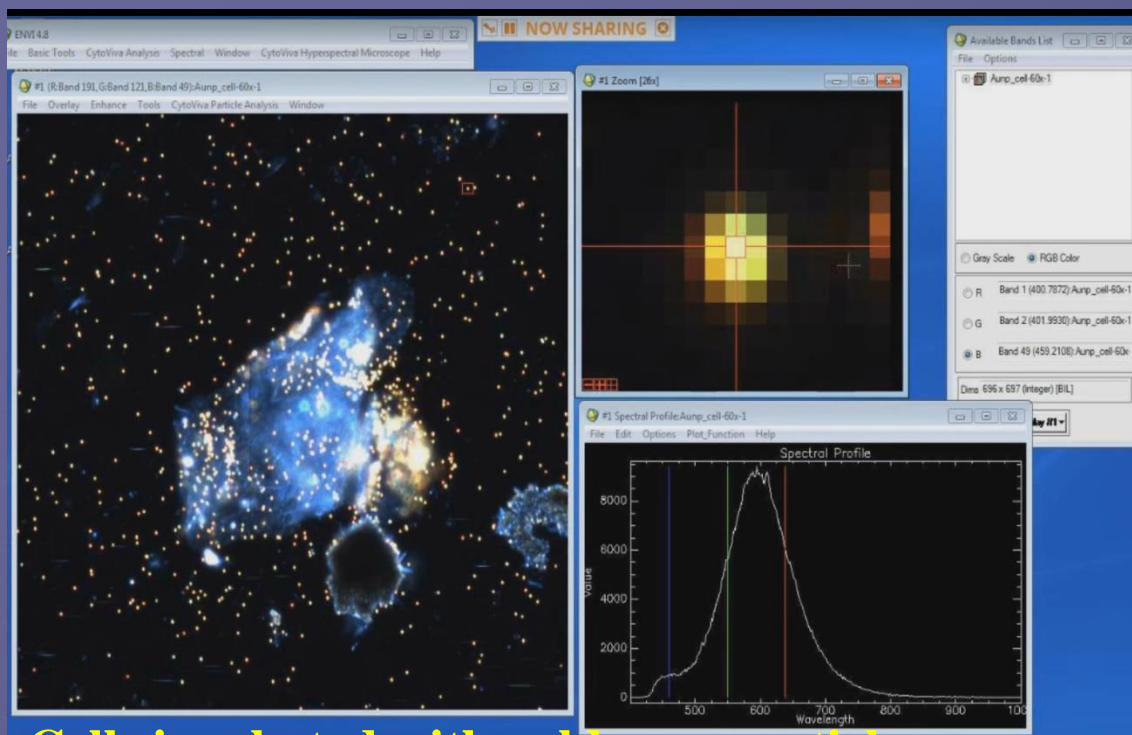 ENVI 4.8
NOW SHARING
Basic Tools CytoViva Analysis Spectral Window CytoViva Hyperspectral Microscope Help
#1 (R:Band 191,G:Band 121,B:Band 49):Aunp_cell-60x-1
File Overlay Enhance Tools CytoViva Particle Analysis Window
#1 Zoom [26x]
Available Bands List
File Options
Aunp_cell-60x-1
Gray Scale RGB Color
R Band 1 (400.7872):Aunp_cell-60x-1
G Band 2 (401.9930):Aunp_cell-60x-1
B Band 49 (459.2108):Aunp_cell-60x
Dims 696 x 697 (Integer) [BIL]
#1 Spectral Profile:Aunp_cell-60x-1
File Edit Options Plot_Function Help
Spectral Profile
8000
6000
4000
2000
0
Value
500 600 700 800 900
Wavelength